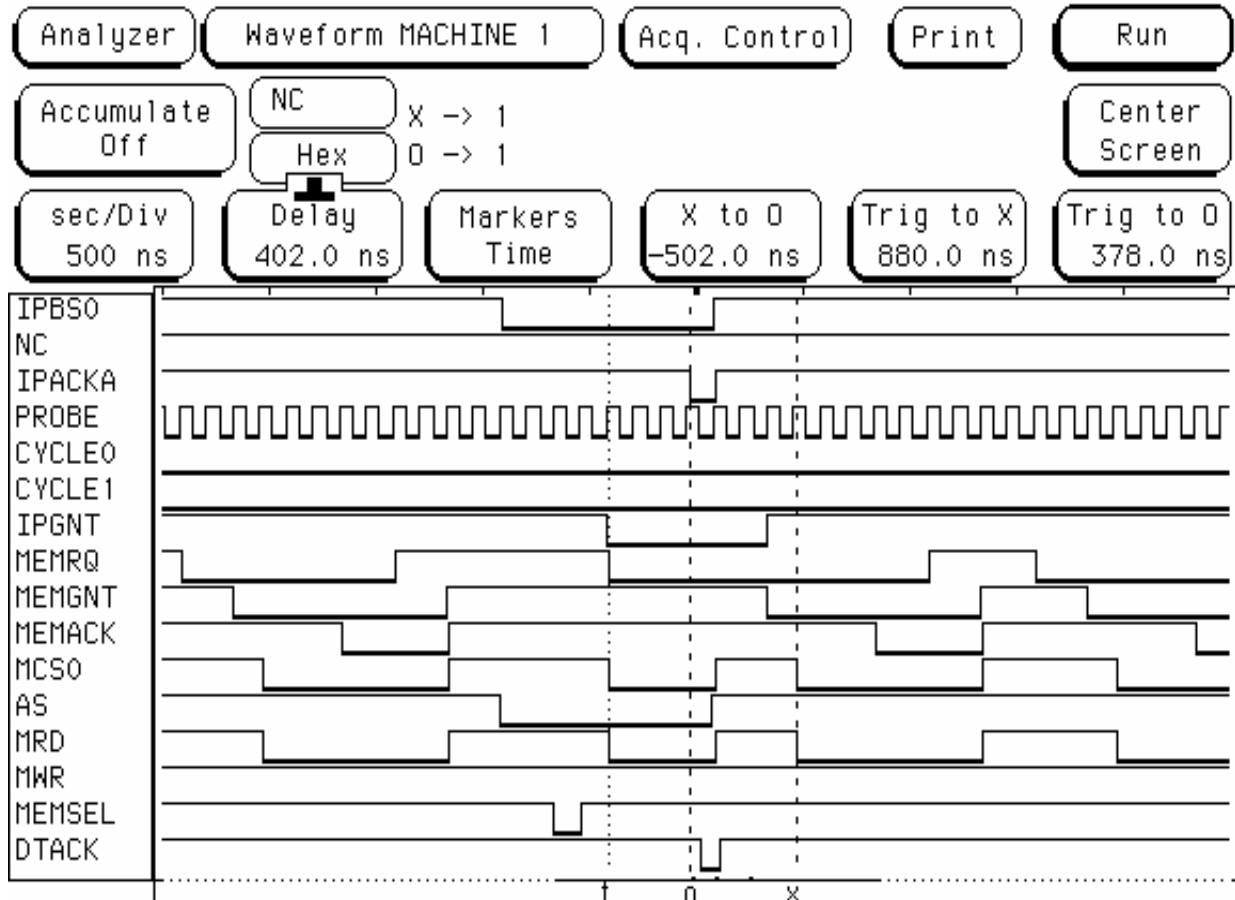 Analyzer Waveform MACHINE 1 Acq. Control Print Run
Accumulate Off
NC X -> 1
Hex O -> 1
Center Screen
sec/Div Delay Markers X to O Trig to X Trig to O
500 ns 402.0 ns Time -502.0 ns 880.0 ns 378.0 ns
IPBSO
NC
IPACKA
PROBE
CYCLE0
CYCLE1
IPGNT
MEMRQ
MEMGNT
MEMACK
MCSO
AS
MRD
MWR
MEMSEL
DTACK
t O X